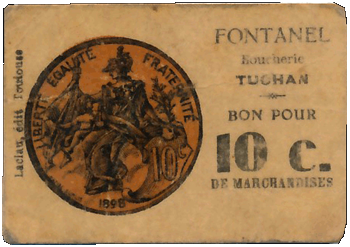 Laclau, édit Toulouse
LIBERTÉ ÉGALITÉ FRATERNITÉ
10
1898
FONTANEL
Boucherie
TUCHAN
BON POUR
10 c.
DE MARCHANDISES